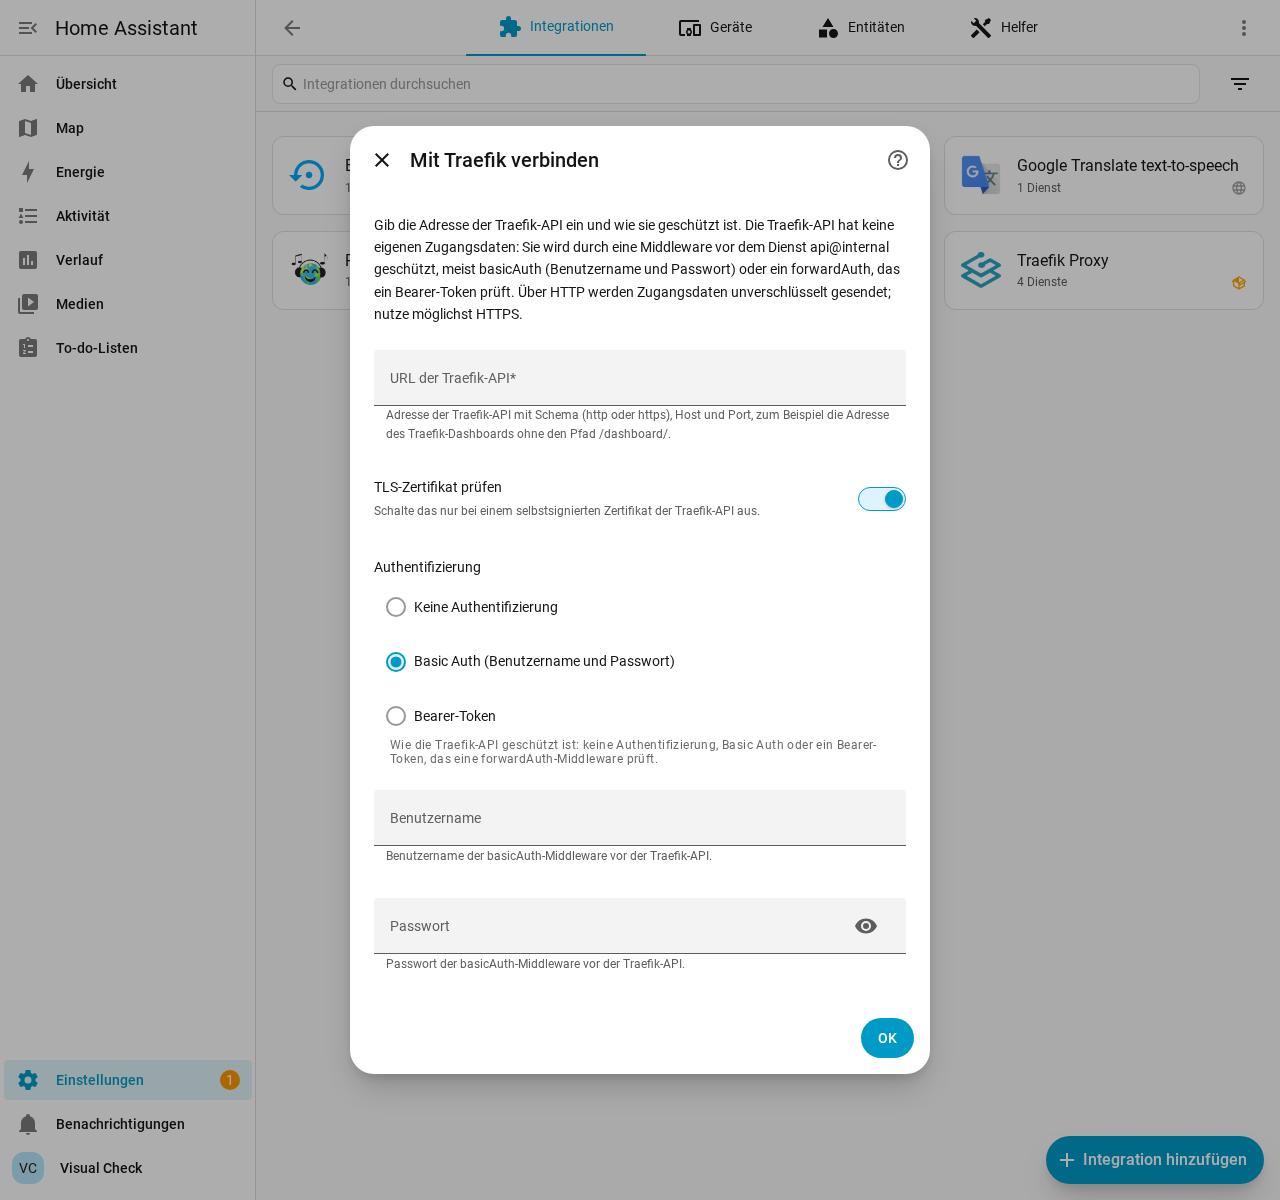 Home Assistant
Integrationen
Geräte
Entitäten
Helfer
Integrationen durchsuchen
Übersicht
Map
Energie
Aktivität
Verlauf
Medien
To-do-Listen
Google Translate text-to-speech
1 Dienst
Traefik Proxy
4 Dienste
Mit Traefik verbinden
Gib die Adresse der Traefik-API ein und wie sie geschützt ist. Die Traefik-API hat keine
eigenen Zugangsdaten: Sie wird durch eine Middleware vor dem Dienst api@internal
geschützt, meist basicAuth (Benutzername und Passwort) oder ein forwardAuth, das
ein Bearer-Token prüft. Über HTTP werden Zugangsdaten unverschlüsselt gesendet;
nutze möglichst HTTPS.
URL der Traefik-API*
Adresse der Traefik-API mit Schema (http oder https), Host und Port, zum Beispiel die Adresse
des Traefik-Dashboards ohne den Pfad /dashboard/.
TLS-Zertifikat prüfen
Schalte das nur bei einem selbstsignierten Zertifikat der Traefik-API aus.
Authentifizierung
Keine Authentifizierung
Basic Auth (Benutzername und Passwort)
Bearer-Token
Wie die Traefik-API geschützt ist: keine Authentifizierung, Basic Auth oder ein Bearer-
Token, das eine forwardAuth-Middleware prüft.
Benutzername
Benutzername der basicAuth-Middleware vor der Traefik-API.
Passwort
Passwort der basicAuth-Middleware vor der Traefik-API.
OK
Einstellungen
1
Benachrichtigungen
VC
Visual Check
Integration hinzufügen